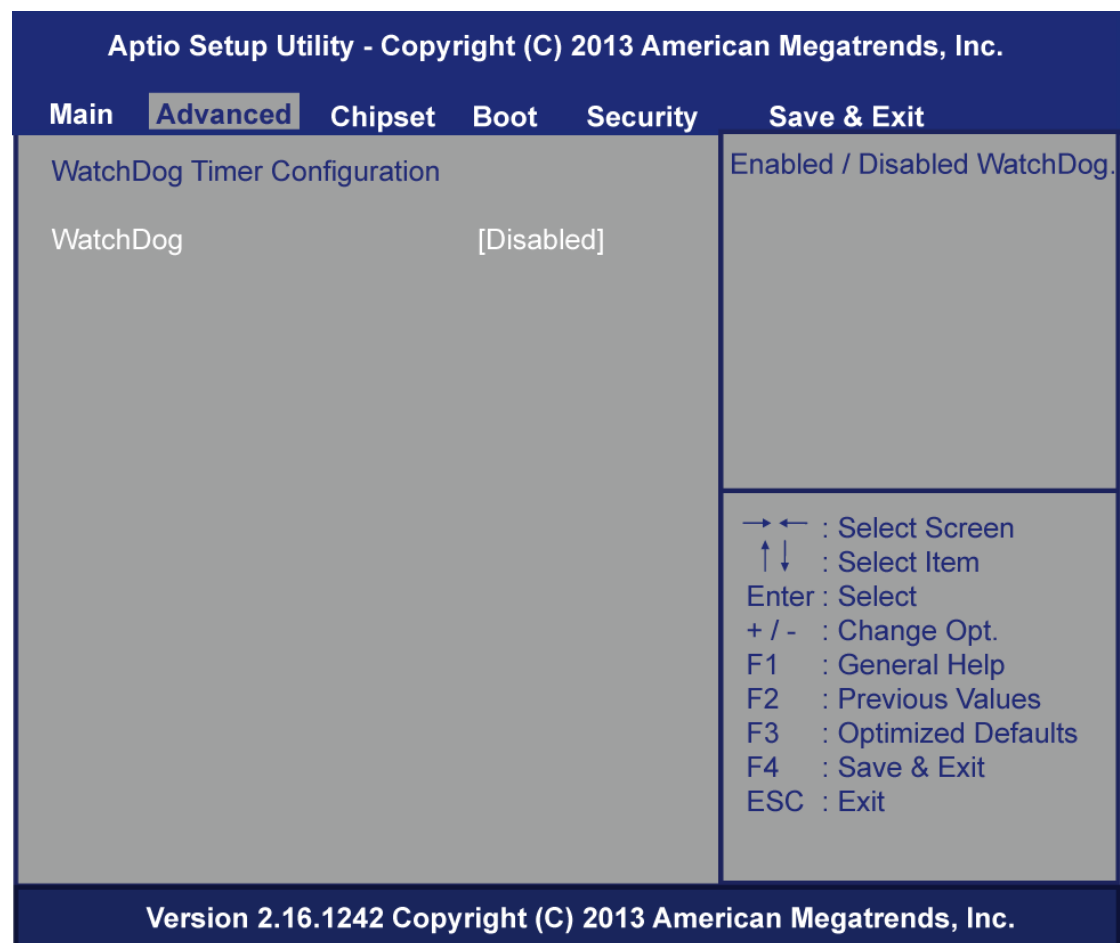 Aptio Setup Utility - Copyright (C) 2013 American Megatrends, Inc.
Main Advanced Chipset Boot Security Save & Exit
WatchDog Timer Configuration
WatchDog [Disabled]
Enabled / Disabled WatchDog.
→ ← : Select Screen
↑ ↓ : Select Item
Enter : Select
+ / - : Change Opt.
F1 : General Help
F2 : Previous Values
F3 : Optimized Defaults
F4 : Save & Exit
ESC : Exit
Version 2.16.1242 Copyright (C) 2013 American Megatrends, Inc.